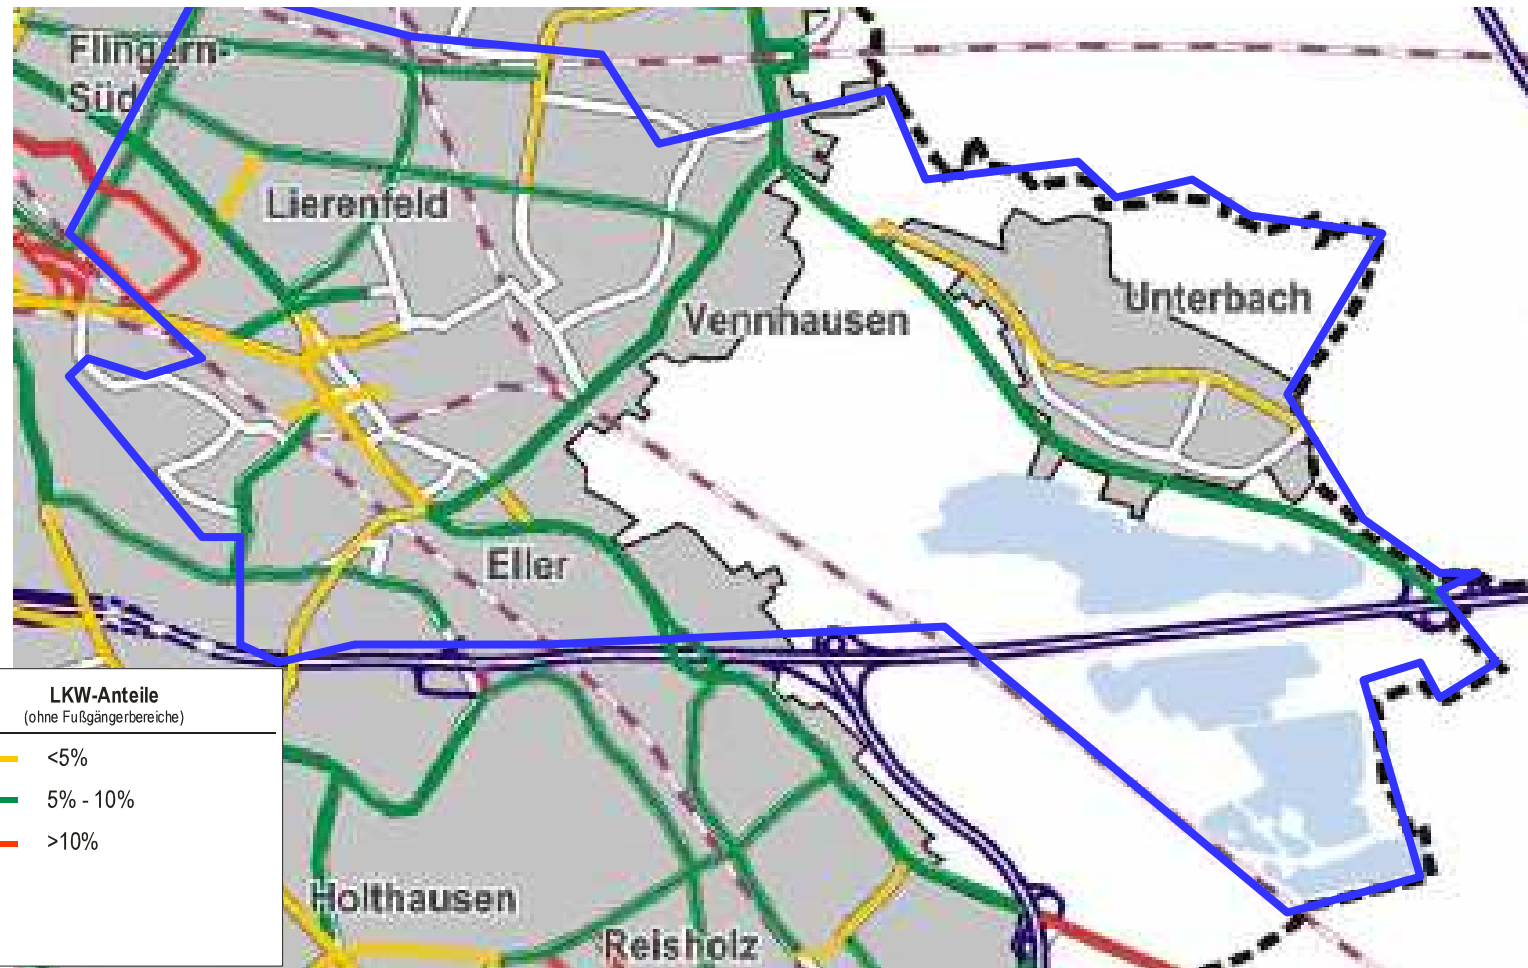 Flingern-
Süd
Lierenfeld
Vennhausen
Unterbach
Eller
LKW-Anteile
(ohne Fußgängerbereiche)
<5%
5% - 10%
>10%
Holthausen
Reisholz